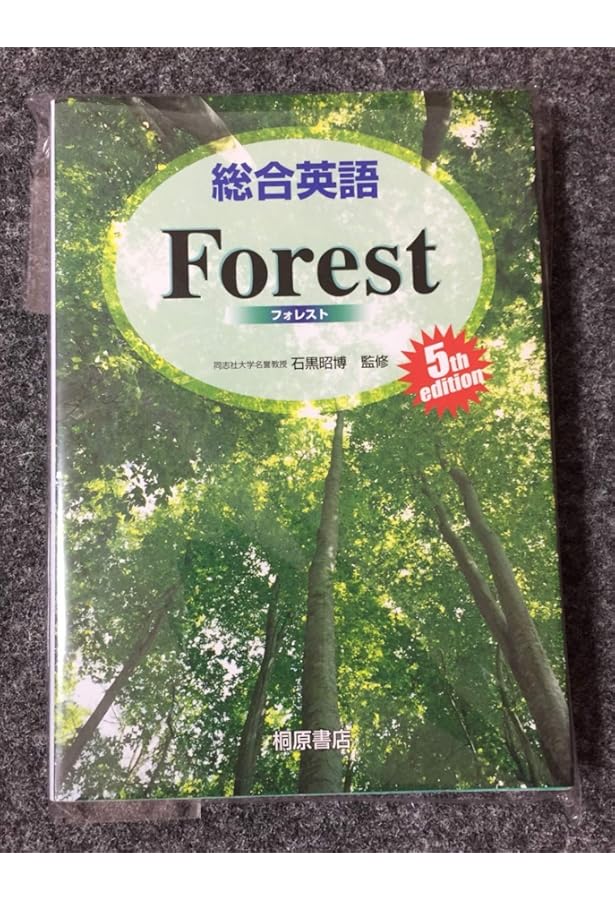 総合英語
Forest
フォレスト
同志社大学名誉教授 石黒昭博 監修
5th
edition
桐原書店